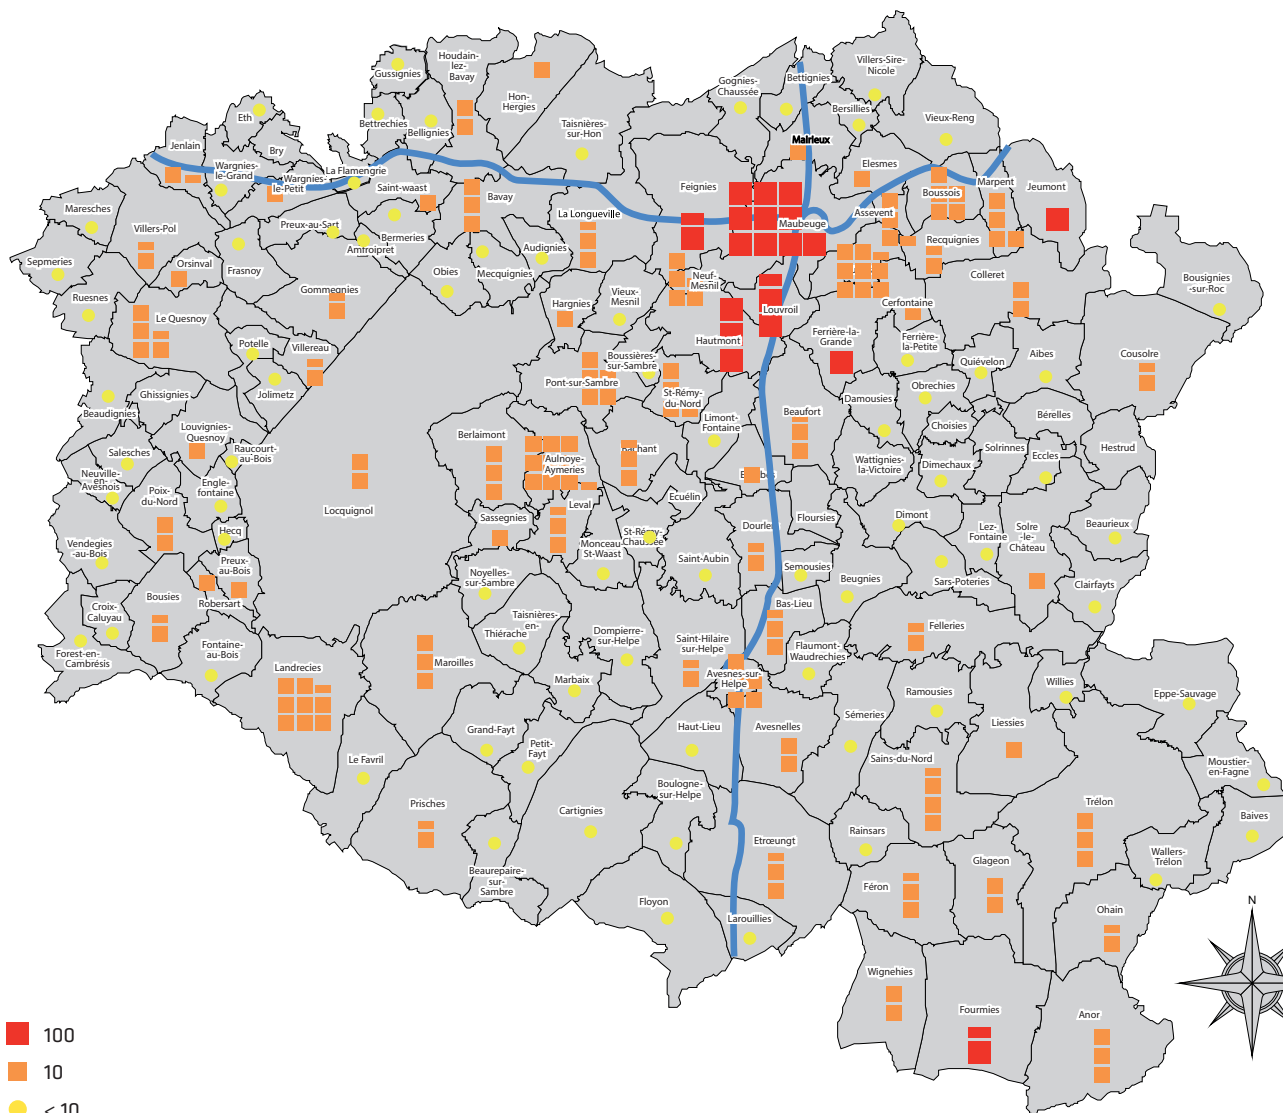 Gussignies
Houdain-
lez-
Bavay
Hon-
Hergies
Taisnières-
sur-Hon
Gognies-
Chaussée
Bettignies
Villers-Sire-
Nicole
Bersillies
Vieux-Reng
Mairieux
Eth
Bry
Bettrechies
Bellignies
Jenlain
Wargnies-
le-Grand
Wargnies-
le-Petit
La Flamengrie
Saint-waast
Bavay
Feignies
Elesmes
Boussois
Marpent
Jeumont
Assevent
Maubeuge
Recquignies
Maresches
Villers-Pol
Preux-au-Sart
Amfroipret
Bermeries
La Longueville
Audignies
Mecquignies
Obies
Sepmeries
Orsinval
Frasnoy
Gommegnies
Neuf-
Mesnil
Colleret
Bousignies
-sur-Roc
Ruesnes
Le Quesnoy
Hargnies
Vieux-
Mesnil
Louvroil
Cerfontaine
Hautmont
Ferrière-la-
Grande
Ferrière-
la-Petite
Potelle
Villereau
Jolimetz
Boussières-
sur-Sambre
Pont-sur-Sambre
St-Rémy-
du-Nord
Quiévelon
Aibes
Cousolre
Beaudignies
Ghissignies
Limont-
Fontaine
Beaufort
Damousies
Obrechies
Choisies
Bérelles
Louvignies-
Quesnoy
Raucourt-
au-Bois
Berlaimont
Aulnoye-
Aymeries
Bachant
Wattignies-
la-Victoire
Dimechaux
Solrinnes
Eccles
Hestrud
Salesches
Neuville-
en-
Avesnois
Poix-
du-Nord
Engle-
fontaine
Locquignol
Leval
Ecuélin
Sassegnies
Monceau-
St-Waast
St-Rémy-
Chaussée
Dourlers
Floursies
Dimont
Lez-
Fontaine
Solre
-le-
Château
Beaurieux
Vendegies
-au-Bois
Hecq
Preux-
au-Bois
Robersart
Noyelles-
sur-Sambre
Saint-Aubin
Semousies
Beugnies
Sars-Poteries
Clairfayts
Croix-
Caluyau
Bousies
Forest-en-
Cambrésis
Fontaine-
au-Bois
Landrecies
Maroilles
Taisnières-
en-
Thiérache
Dompierre-
sur-Helpe
Saint-Hilaire
-sur-Helpe
Bas-Lieu
Felleries
Flaumont-
Waudrechies
Avesnes-sur-
Helpe
Marbaix
Ramousies
Willies
Eppe-Sauvage
Grand-Fayt
Petit-
Fayt
Haut-Lieu
Avesnelles
Sémeries
Liessies
Le Favril
Sains-du-Nord
Moustier-
en-Fagne
Prisches
Cartignies
Boulogne-
sur-Helpe
Trélon
Baives
Etrœungt
Rainsars
Wallers-
Trélon
Beaurepaire-
sur-
Sambre
Glageon
Féron
Floyon
Larouillies
Ohain
Wignehies
Fourmies
Anor
N
100
10
< 10